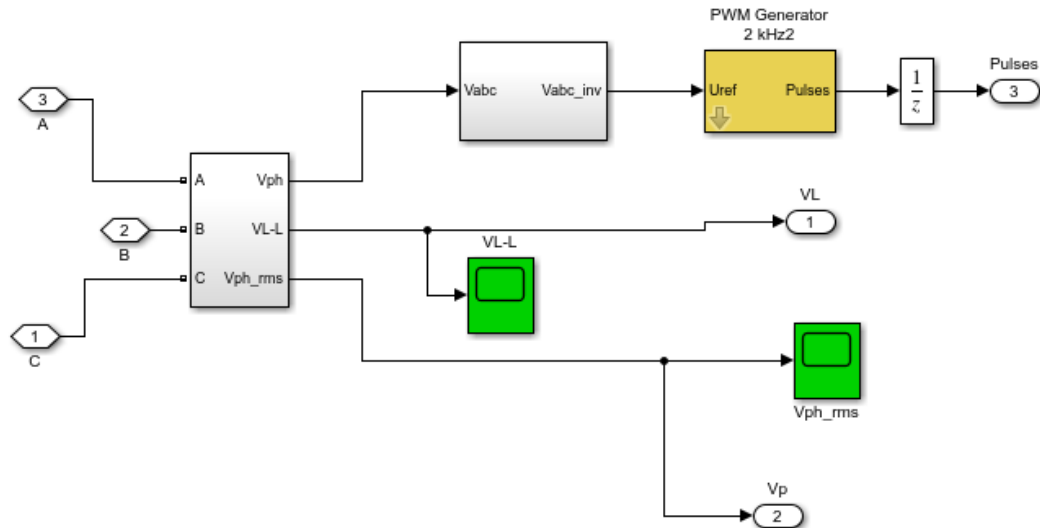 PWM Generator
2 kHz2
Pulses
3
A
Vabc
Vabc_inv
Uref
Pulses
1
z
3
A
Vph
2
B
B
VL-L
VL
1
VL-L
C
Vph_rms
1
C
Vph_rms
Vp
2